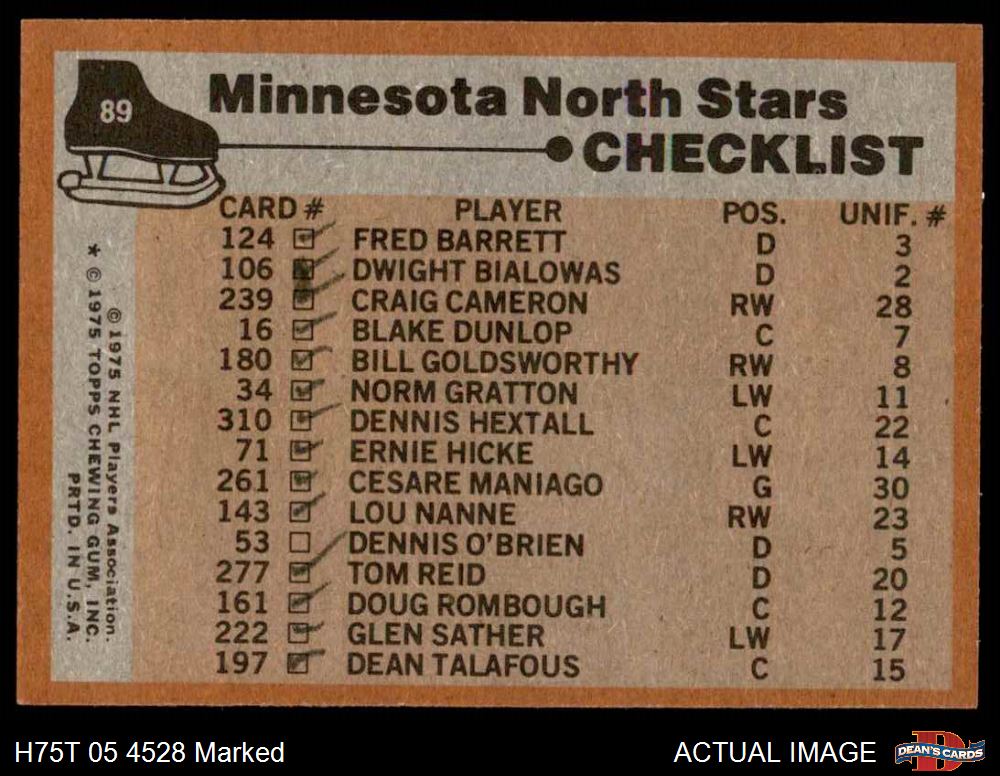 89
Minnesota North Stars
CHECKLIST
CARD # PLAYER POS. UNIF. #
124 FRED BARRETT D 3
106 DWIGHT BIALOWAS D 2
239 CRAIG CAMERON RW 28
16 BLAKE DUNLOP C 7
180 BILL GOLDSWORTHY RW 8
34 NORM GRATTON LW 11
310 DENNIS HEXTALL C 22
71 ERNIE HICKE LW 14
261 CESARE MANIAGO G 30
143 LOU NANNE RW 23
53 DENNIS O'BRIEN D 5
277 TOM REID D 20
161 DOUG ROMBOUGH C 12
222 GLEN SATHER LW 17
197 DEAN TALAFOUS C 15
© 1975 NHL Players Association.
* © 1975 TOPPS CHEWING GUM, INC.
PRTD. IN U.S.A.
H75T 05 4528 Marked
ACTUAL IMAGE
DEAN'S CARDS